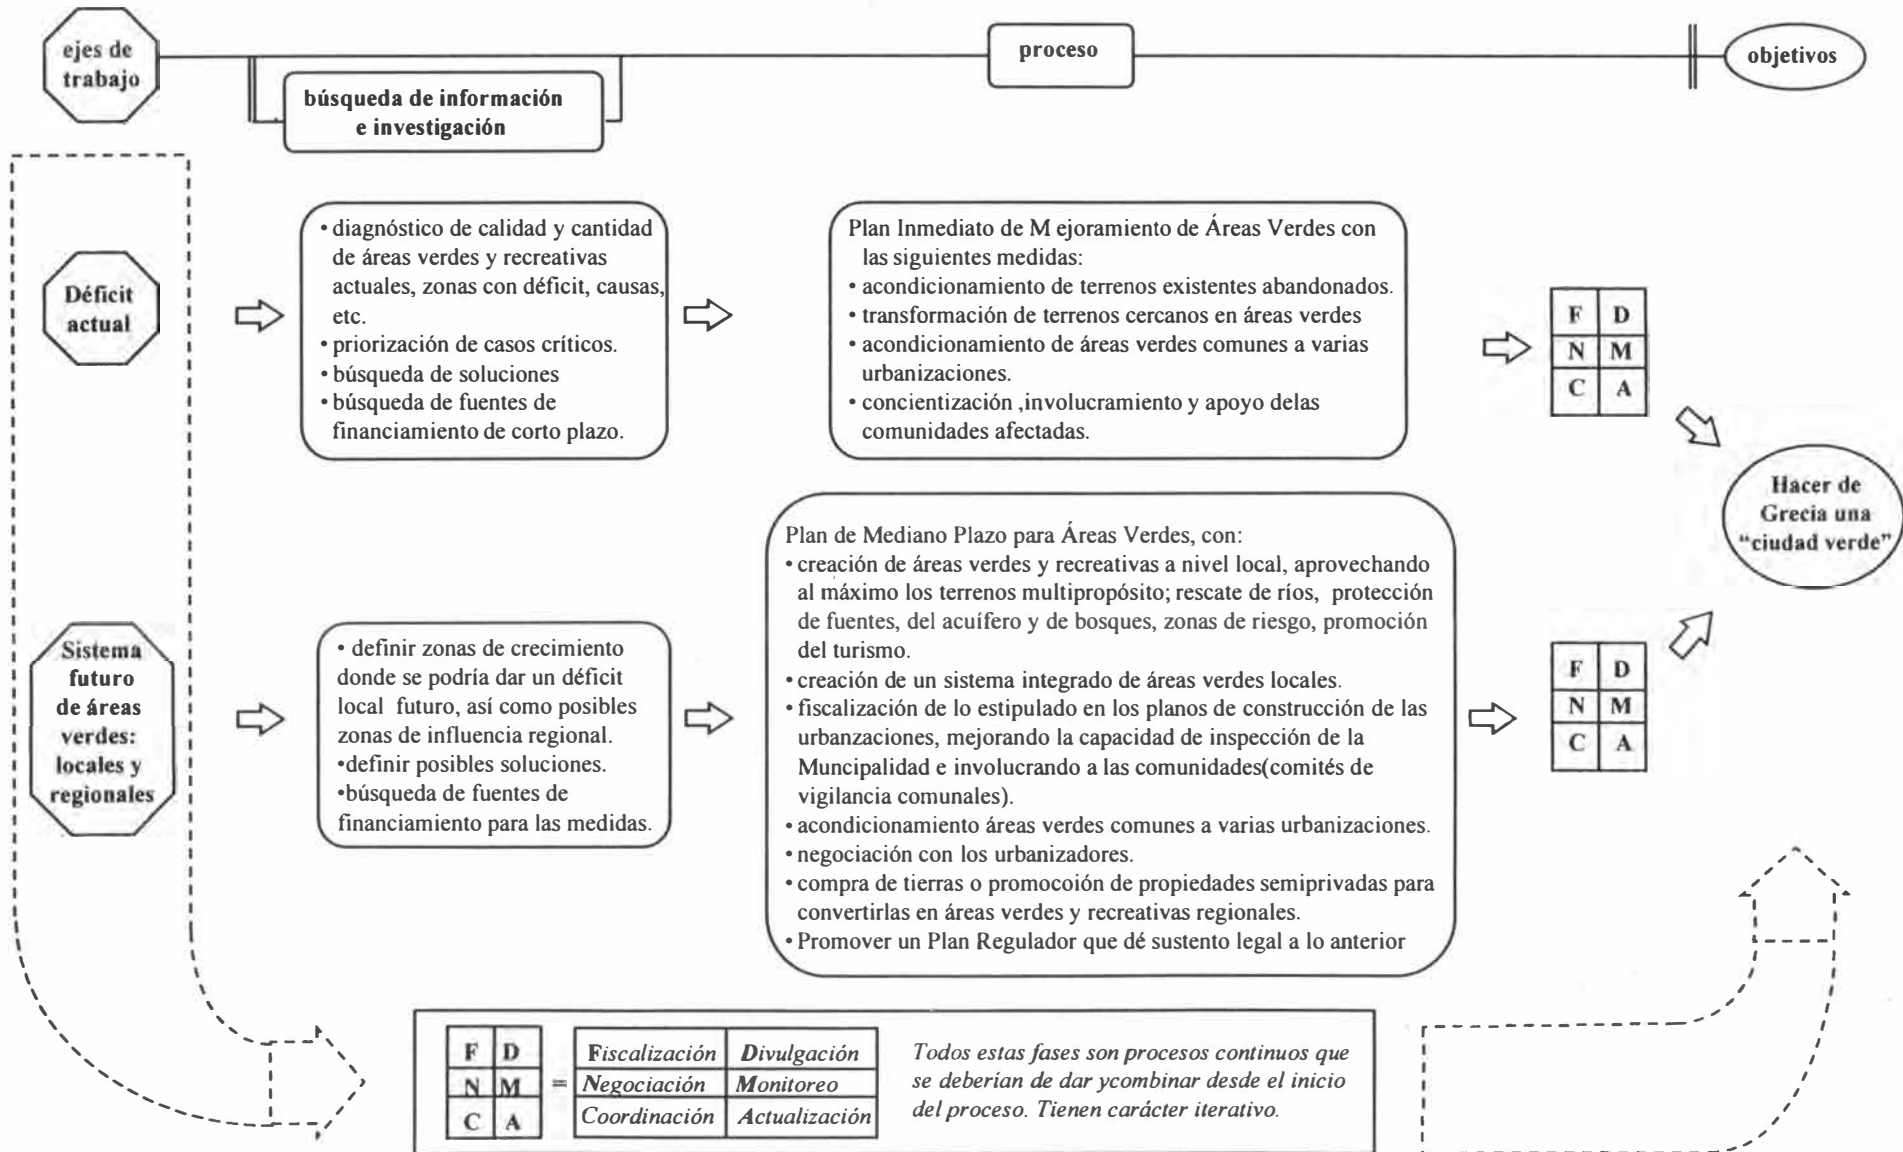 ejes de
trabajo
proceso
objetivos
búsqueda de información
e investigación
Déficit
actual
• diagnóstico de calidad y cantidad
de áreas verdes y recreativas
actuales, zonas con déficit, causas,
etc.
• priorización de casos críticos.
• búsqueda de soluciones
• búsqueda de fuentes de
financiamiento de corto plazo.
Plan Inmediato de M ejoramiento de Áreas Verdes con
las siguientes medidas:
• acondicionamiento de terrenos existentes abandonados.
• transformación de terrenos cercanos en áreas verdes
• acondicionamiento de áreas verdes comunes a varias
urbanizaciones.
• concientización ,involucramiento y apoyo delas
comunidades afectadas.
F D
N M
C A
Hacer de
Grecia una
“ciudad verde”
Sistema
futuro
de áreas
verdes:
locales y
regionales
• definir zonas de crecimiento
donde se podría dar un déficit
local futuro, así como posibles
zonas de influencia regional.
•definir posibles soluciones.
•búsqueda de fuentes de
financiamiento para las medidas.
Plan de Mediano Plazo para Áreas Verdes, con:
• creación de áreas verdes y recreativas a nivel local, aprovechando
al máximo los terrenos multipropósito; rescate de ríos, protección
de fuentes, del acuífero y de bosques, zonas de riesgo, promoción
del turismo.
• creación de un sistema integrado de áreas verdes locales.
• fiscalización de lo estipulado en los planos de construcción de las
urbanzaciones, mejorando la capacidad de inspección de la
Muncipalidad e involucrando a las comunidades(comités de
vigilancia comunales).
• acondicionamiento áreas verdes comunes a varias urbanizaciones.
• negociación con los urbanizadores.
• compra de tierras o promoción de propiedades semiprivadas para
convertirlas en áreas verdes y recreativas regionales.
• Promover un Plan Regulador que dé sustento legal a lo anterior
F D
N M
C A
F D
N M
C A
=
Fiscalización Divulgación
Negociación Monitoreo
Coordinación Actualización
Todos estas fases son procesos continuos que
se deberían de dar ycombinar desde el inicio
del proceso. Tienen carácter iterativo.